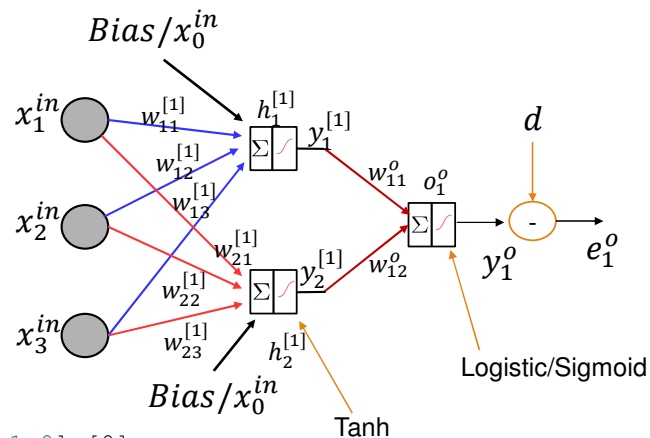 Bias/x_0^{in}
x_1^{in}
w_{11}^{[1]}
h_1^{[1]}
y_1^{[1]}
d
w_{12}^{[1]}
Σ
w_{11}^o
o_1^o
x_2^{in}
w_{13}^{[1]}
Σ
-
w_{21}^{[1]}
y_2^{[1]}
w_{12}^o
y_1^o
e_1^o
w_{22}^{[1]}
Σ
x_3^{in}
w_{23}^{[1]}
h_2^{[1]}
Logistic/Sigmoid
Bias/x_0^{in}
Tanh